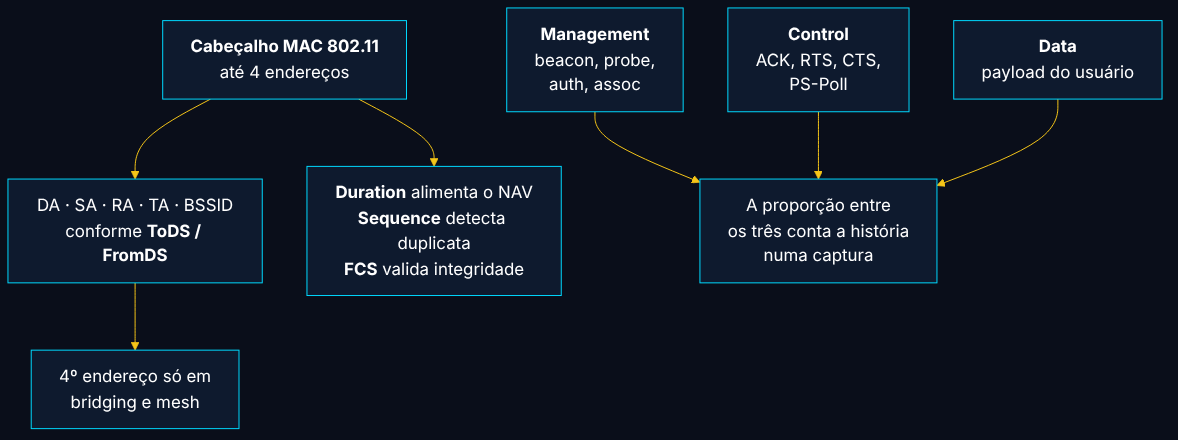 Cabeçalho MAC 802.11
até 4 endereços
Management
beacon, probe,
auth, assoc
Control
ACK, RTS, CTS,
PS-Poll
Data
payload do usuário
DA · SA · RA · TA · BSSID
conforme ToDS /
FromDS
Duration alimenta o NAV
Sequence detecta
duplicata
FCS valida integridade
A proporção entre
os três conta a história
numa captura
4º endereço só em
bridging e mesh